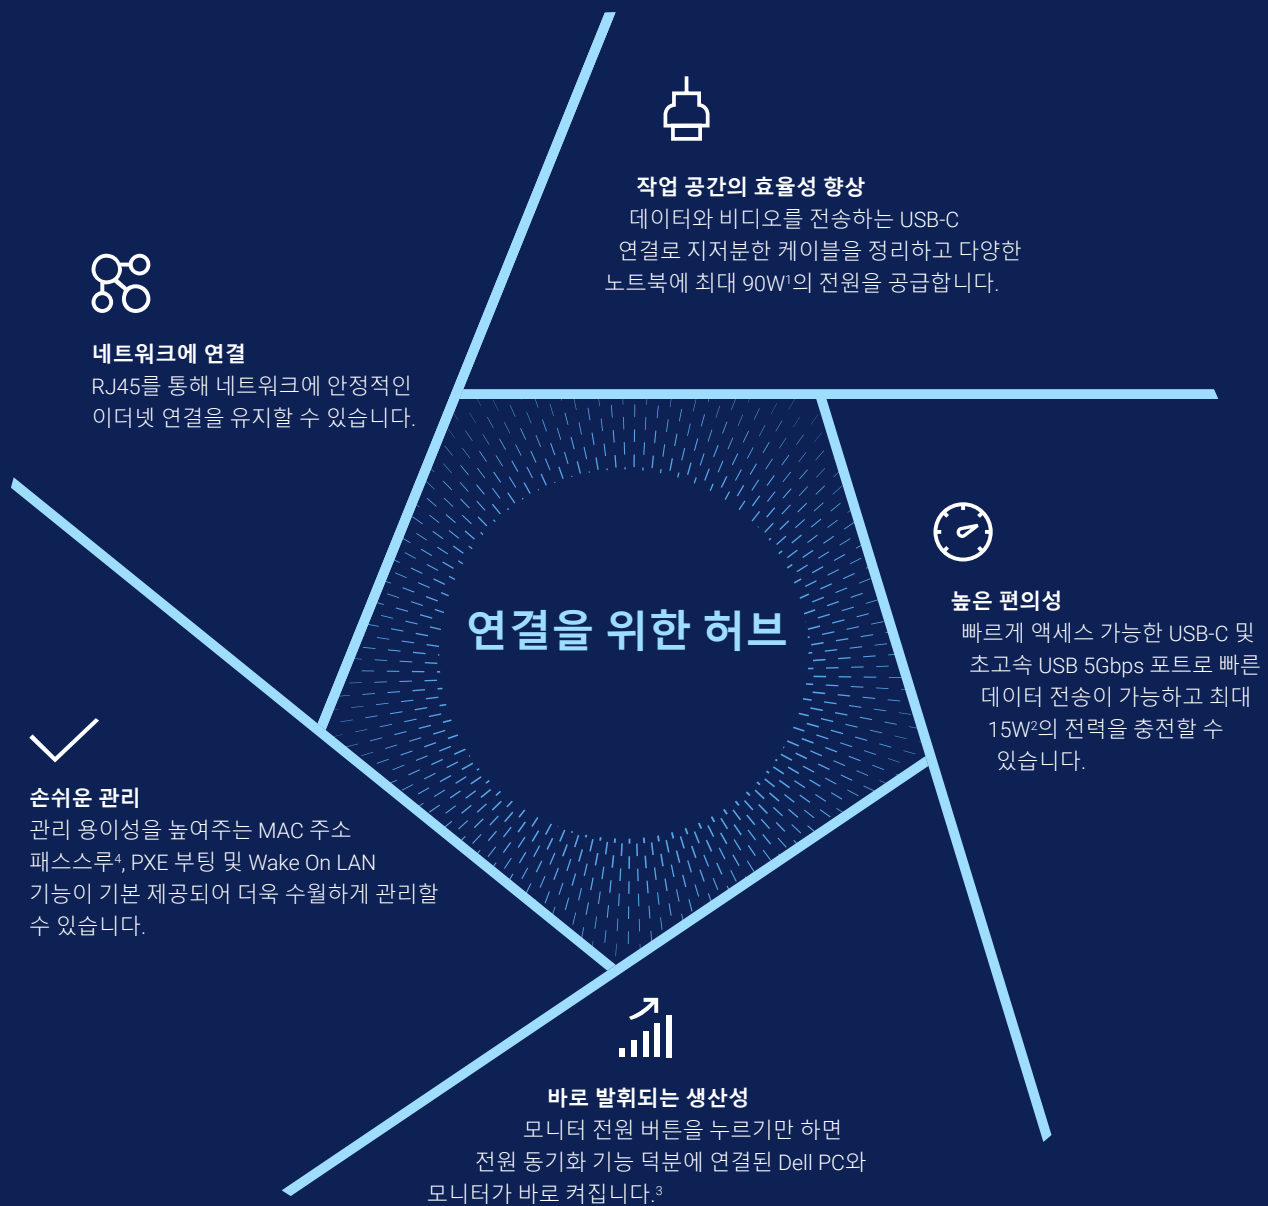 작업 공간의 효율성 향상
데이터와 비디오를 전송하는 USB-C
연결로 지저분한 케이블을 정리하고 다양한
노트북에 최대 90W¹의 전원을 공급합니다.
네트워크에 연결
RJ45를 통해 네트워크에 안정적인
이더넷 연결을 유지할 수 있습니다.
연결을 위한 허브
높은 편의성
빠르게 액세스 가능한 USB-C 및
초고속 USB 5Gbps 포트로 빠른
데이터 전송이 가능하고 최대
15W²의 전력을 충전할 수
있습니다.
손쉬운 관리
관리 용이성을 높여주는 MAC 주소
패스스루⁴, PXE 부팅 및 Wake On LAN
기능이 기본 제공되어 더욱 수월하게 관리할
수 있습니다.
바로 발휘되는 생산성
모니터 전원 버튼을 누르기만 하면
전원 동기화 기능 덕분에 연결된 Dell PC와
모니터가 바로 켜집니다.³